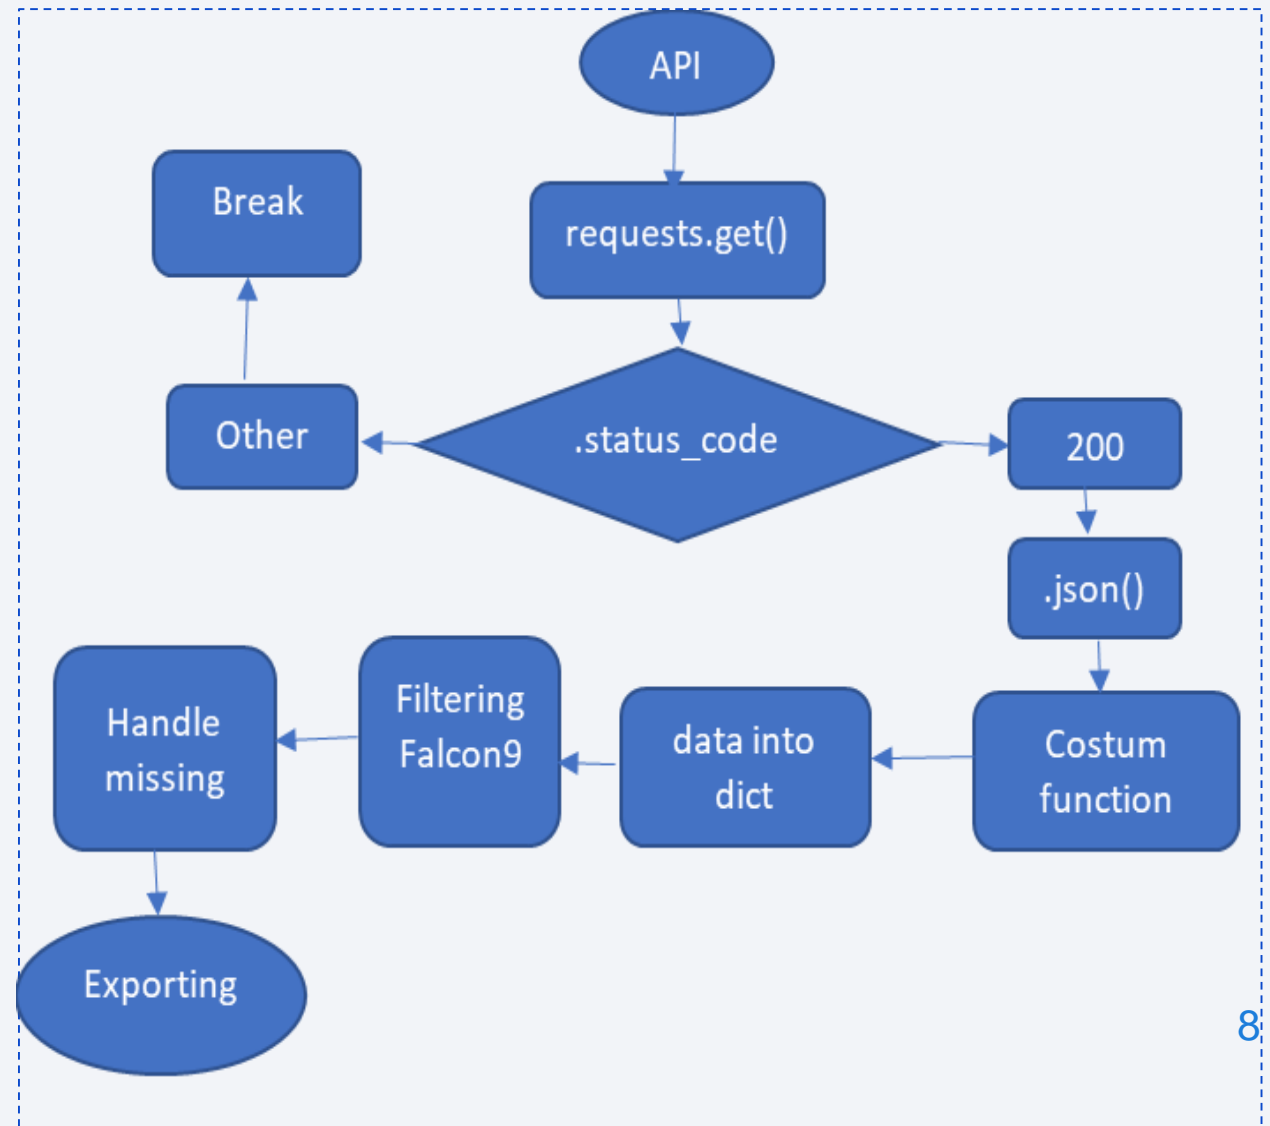 API
requests.get()
Break
.status_code
Other
200
.json()
Costum
function
data into
dict
Filtering
Falcon9
Handle
missing
Exporting
8